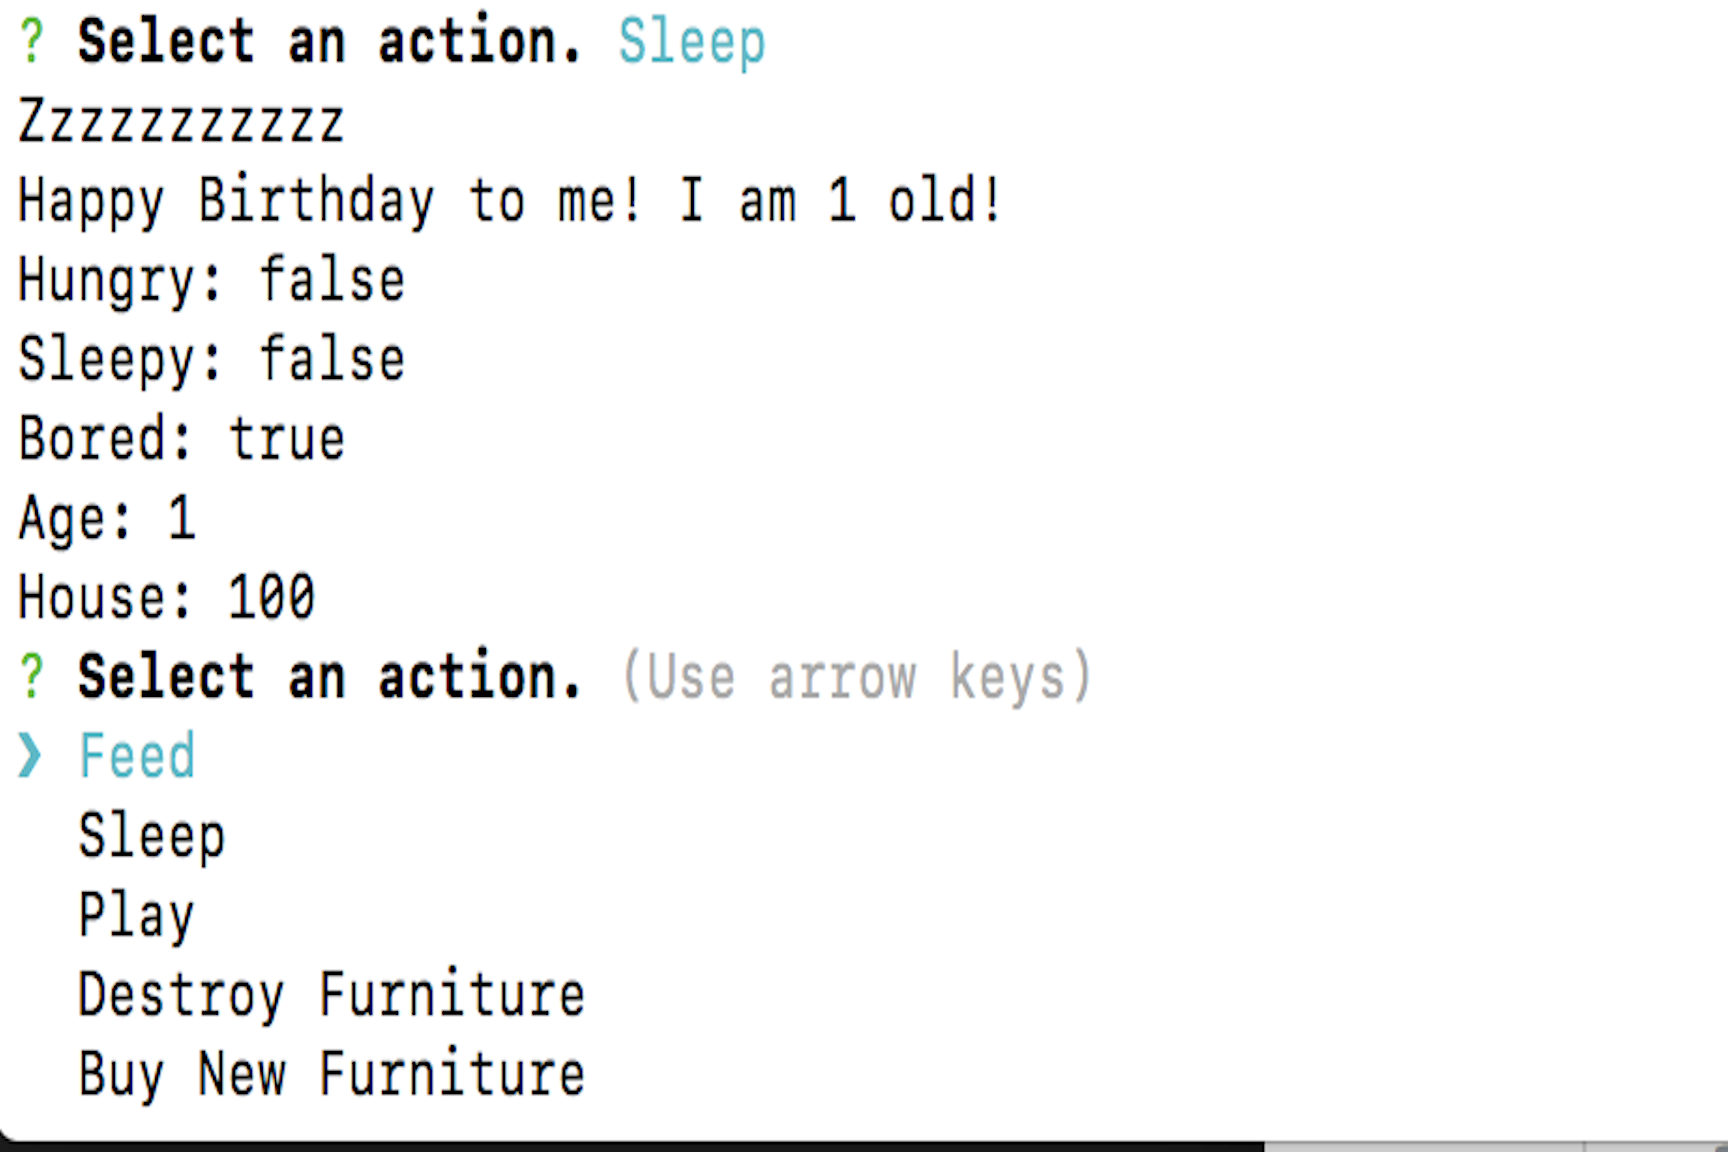 ? Select an action. Sleep
Zzzzzzzzzzz
Happy Birthday to me! I am 1 old!
Hungry: false
Sleepy: false
Bored: true
Age: 1
House: 100
? Select an action. (Use arrow keys)
❯ Feed
Sleep
Play
Destroy Furniture
Buy New Furniture